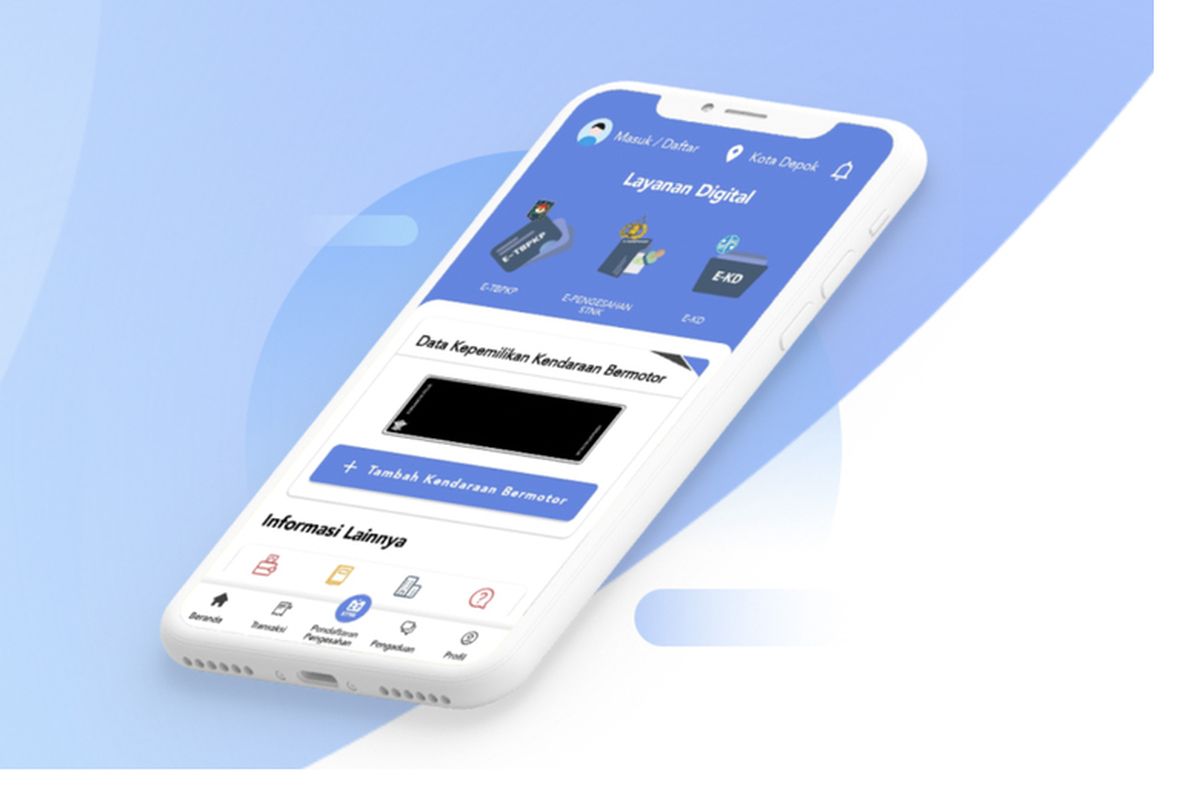 Masuk / Daftar
Kota Depok
Layanan Digital
E-TBPKP
E-KD
E-TBPKP
E-PENGESAHAN
STNK
E-KD
Data Kepemilikan Kendaraan Bermotor
+ Tambah Kendaraan Bermotor
Informasi Lainnya
Beranda
Transaksi
Pendaftaran
Pengesahan
Pengaduan
Profil